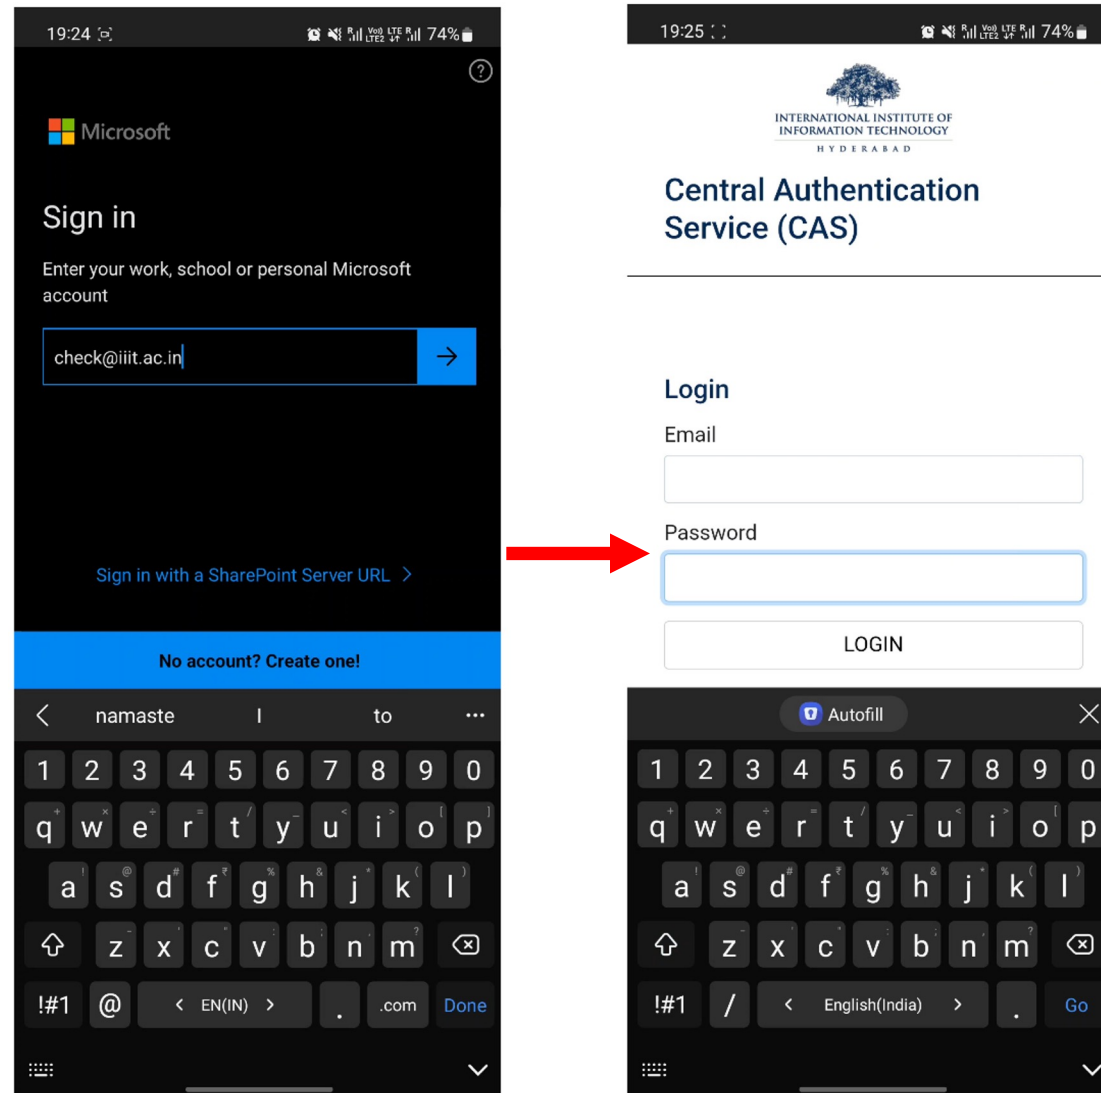 19:24
74%
?
Microsoft
Sign in
Enter your work, school or personal Microsoft
account
check@iiit.ac.in
Sign in with a SharePoint Server URL
No account? Create one!
namaste I to ...
1 2 3 4 5 6 7 8 9 0
q w e r t y u i o p
a s d f g h j k l
z x c v b n m
!#1 @ < EN(IN) > . .com Done
19:25
74%
INTERNATIONAL INSTITUTE OF
INFORMATION TECHNOLOGY
HYDERABAD
Central Authentication
Service (CAS)
Login
Email
Password
LOGIN
Autofill
1 2 3 4 5 6 7 8 9 0
q w e r t y u i o p
a s d f g h j k l
z x c v b n m
!#1 / < English(India) > . Go